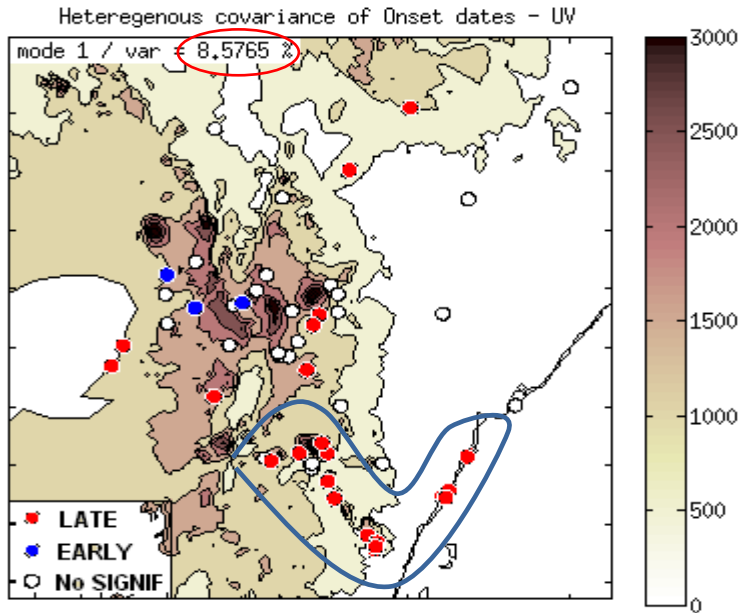 Heteregenous covariance of Onset dates - UV
mode 1 / var = 8.5765 %
3000
2500
2000
1500
1000
500
0
LATE
EARLY
No SIGNIF